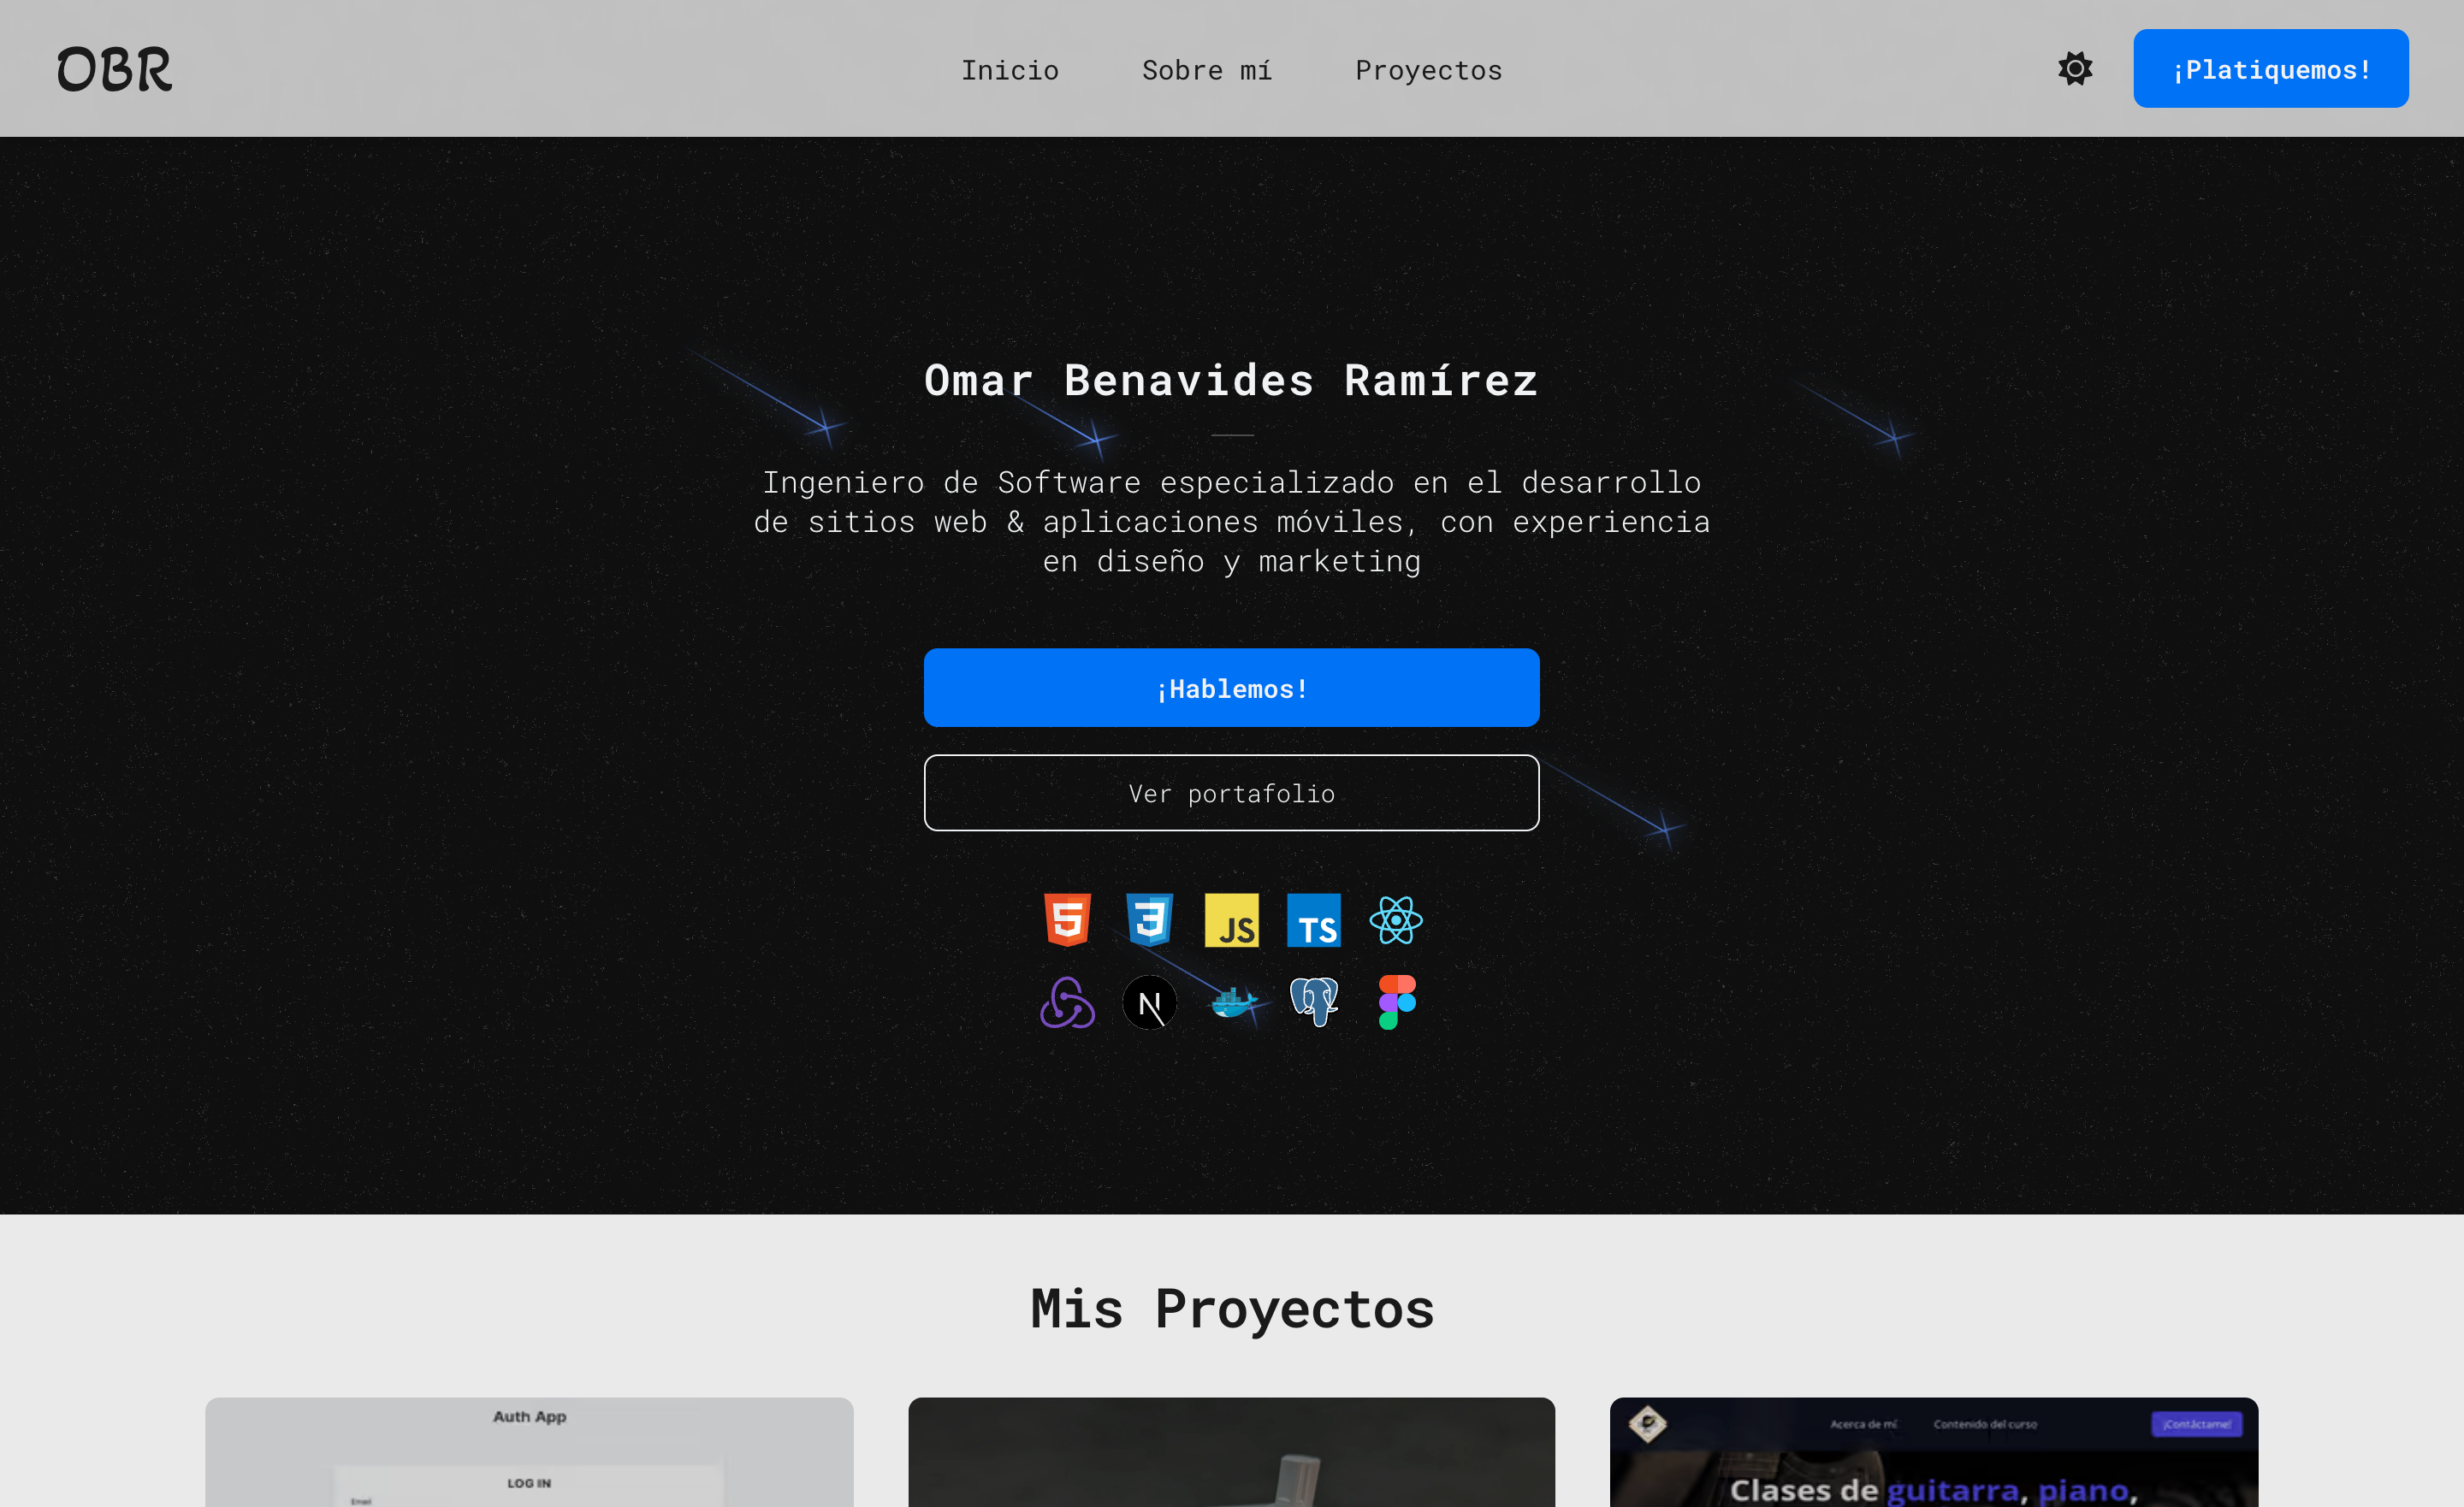 OBR
Inicio
Sobre mí
Proyectos
¡Platiquemos!
Omar Benavides Ramírez
Ingeniero de Software especializado en el desarrollo
de sitios web & aplicaciones móviles, con experiencia
en diseño y marketing
¡Hablemos!
Ver portafolio
5
3
JS
TS
N
Mis Proyectos
Auth App
LOG IN
Email
Acerca de mí
Contenido del curso
¡Contáctame!
Clases de guitarra, piano,